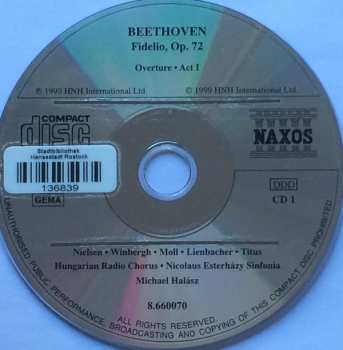 BEETHOVEN
Fidelio, Op. 72
Overture • Act I
℗ 1999 HNH International Ltd.
© 1999 HNH International Ltd.
COMPACT
disc
DIGITAL AUDIO
NAXOS
Stadtbibliothek
Hansestadt Rostock
136839
GEMA
DDD
CD 1
Nielsen • Winbergh • Moll • Lienbacher • Titus
Hungarian Radio Chorus • Nicolaus Esterházy Sinfonia
Michael Halász
8.660070
ALL RIGHTS RESERVED.
UNAUTHORISED PUBLIC PERFORMANCE, BROADCASTING AND COPYING OF THIS COMPACT DISC PROHIBITED